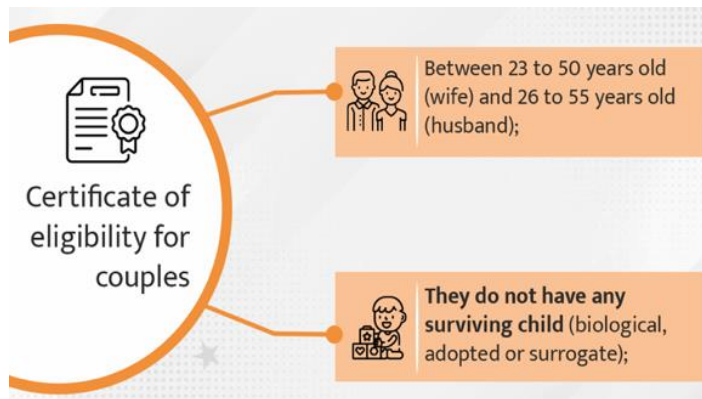 Certificate of
eligibility for
couples
Between 23 to 50 years old
(wife) and 26 to 55 years old
(husband);
They do not have any
surviving child (biological,
adopted or surrogate);